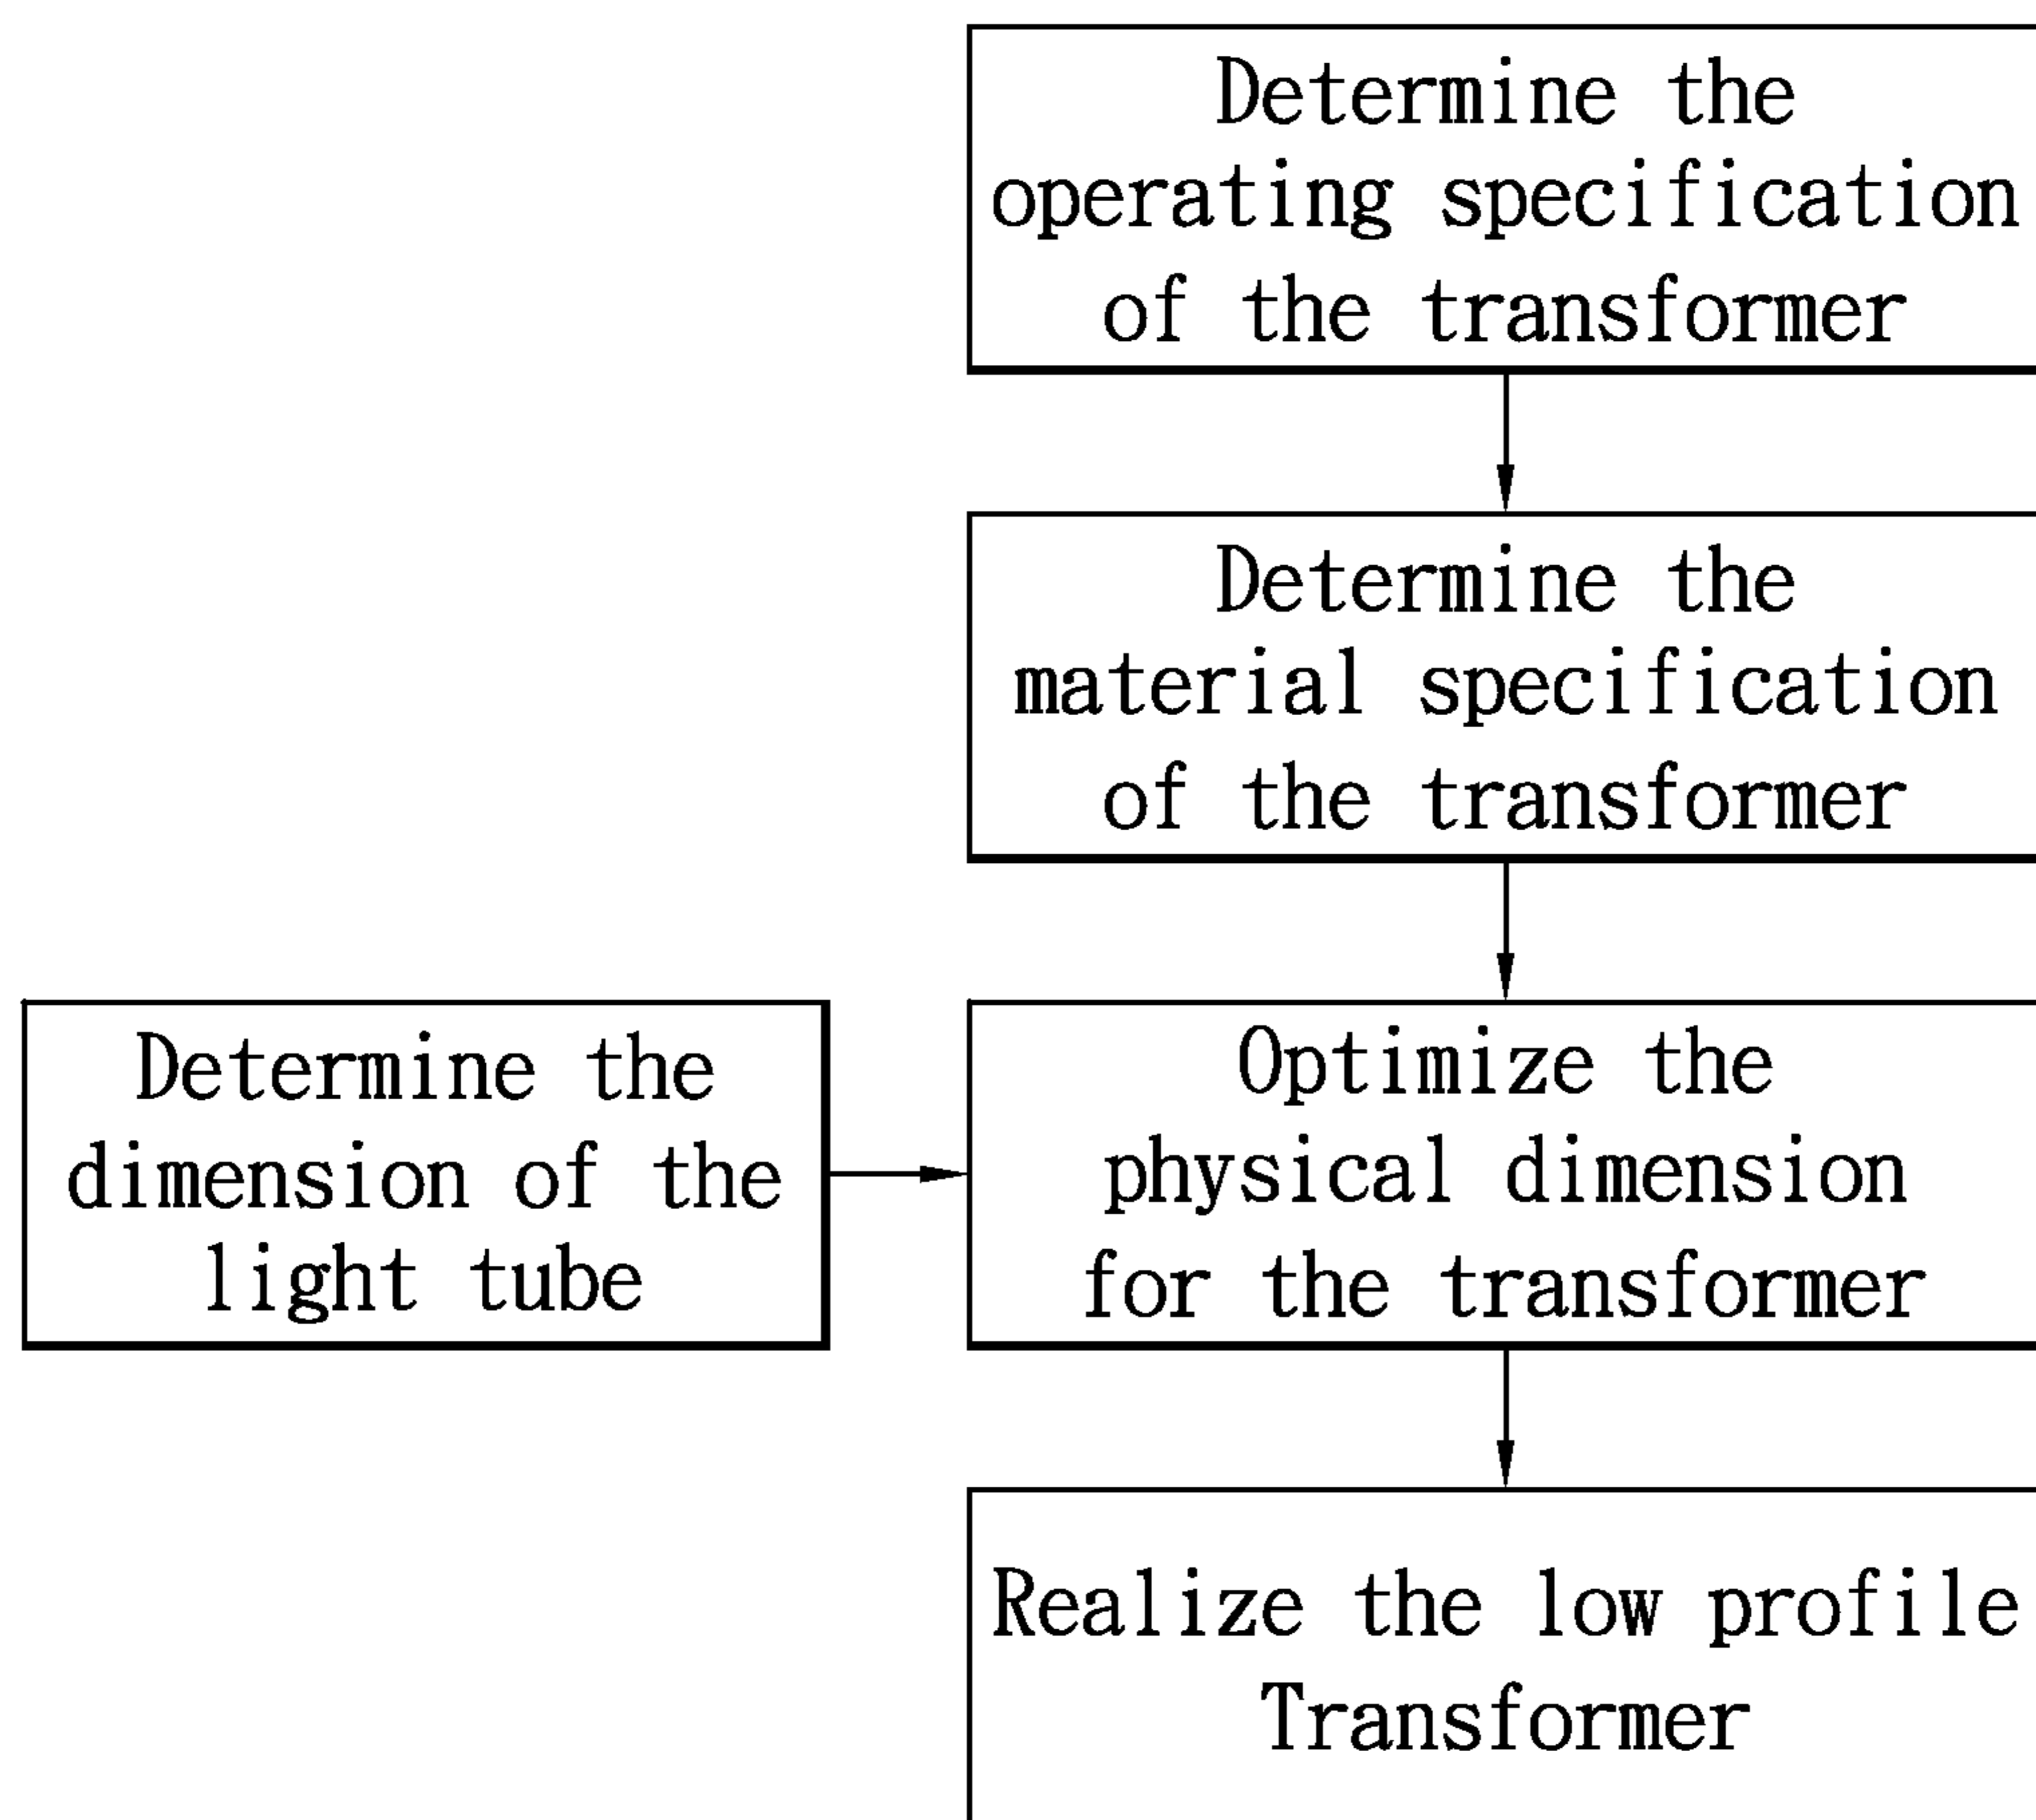 Determine the
operating specification
of the transformer
Determine the
material specification
of the transformer
Determine the
dimension of the
light tube
Optimize the
physical dimension
for the transformer
Realize the low profile
Transformer